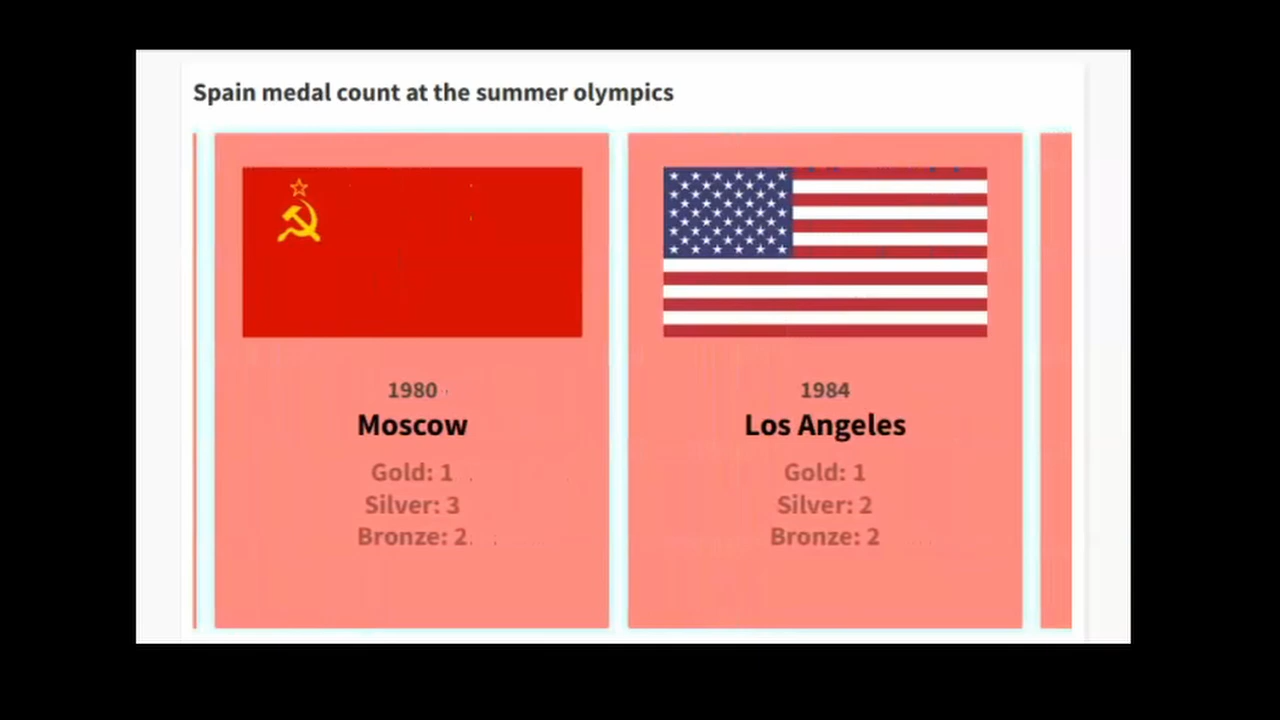 Spain medal count at the summer olympics
1980
Moscow
Gold: 1
Silver: 3
Bronze: 2
1984
Los Angeles
Gold: 1
Silver: 2
Bronze: 2